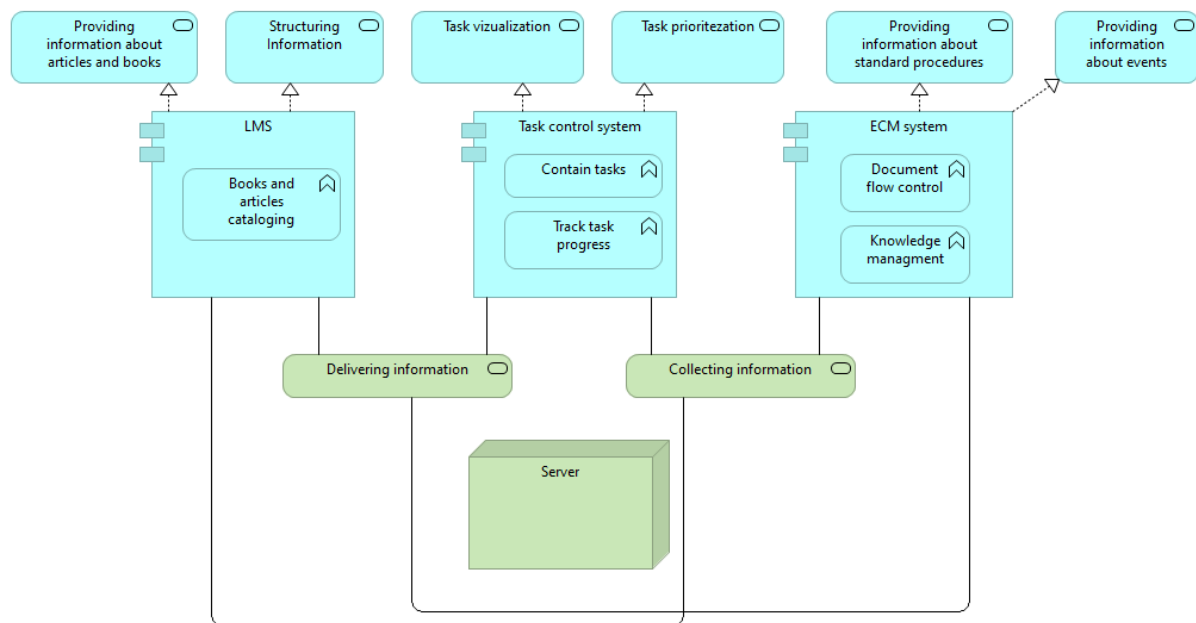 Providing
information about
articles and books
Structuring
Information
Task vizualization
Task prioritezation
Providing
information about
standard procedures
Providing
information
about events
LMS
Task control system
ECM system
Books and
articles
cataloging
Contain tasks
Track task
progress
Document
flow control
Knowledge
managment
Delivering information
Collecting information
Server